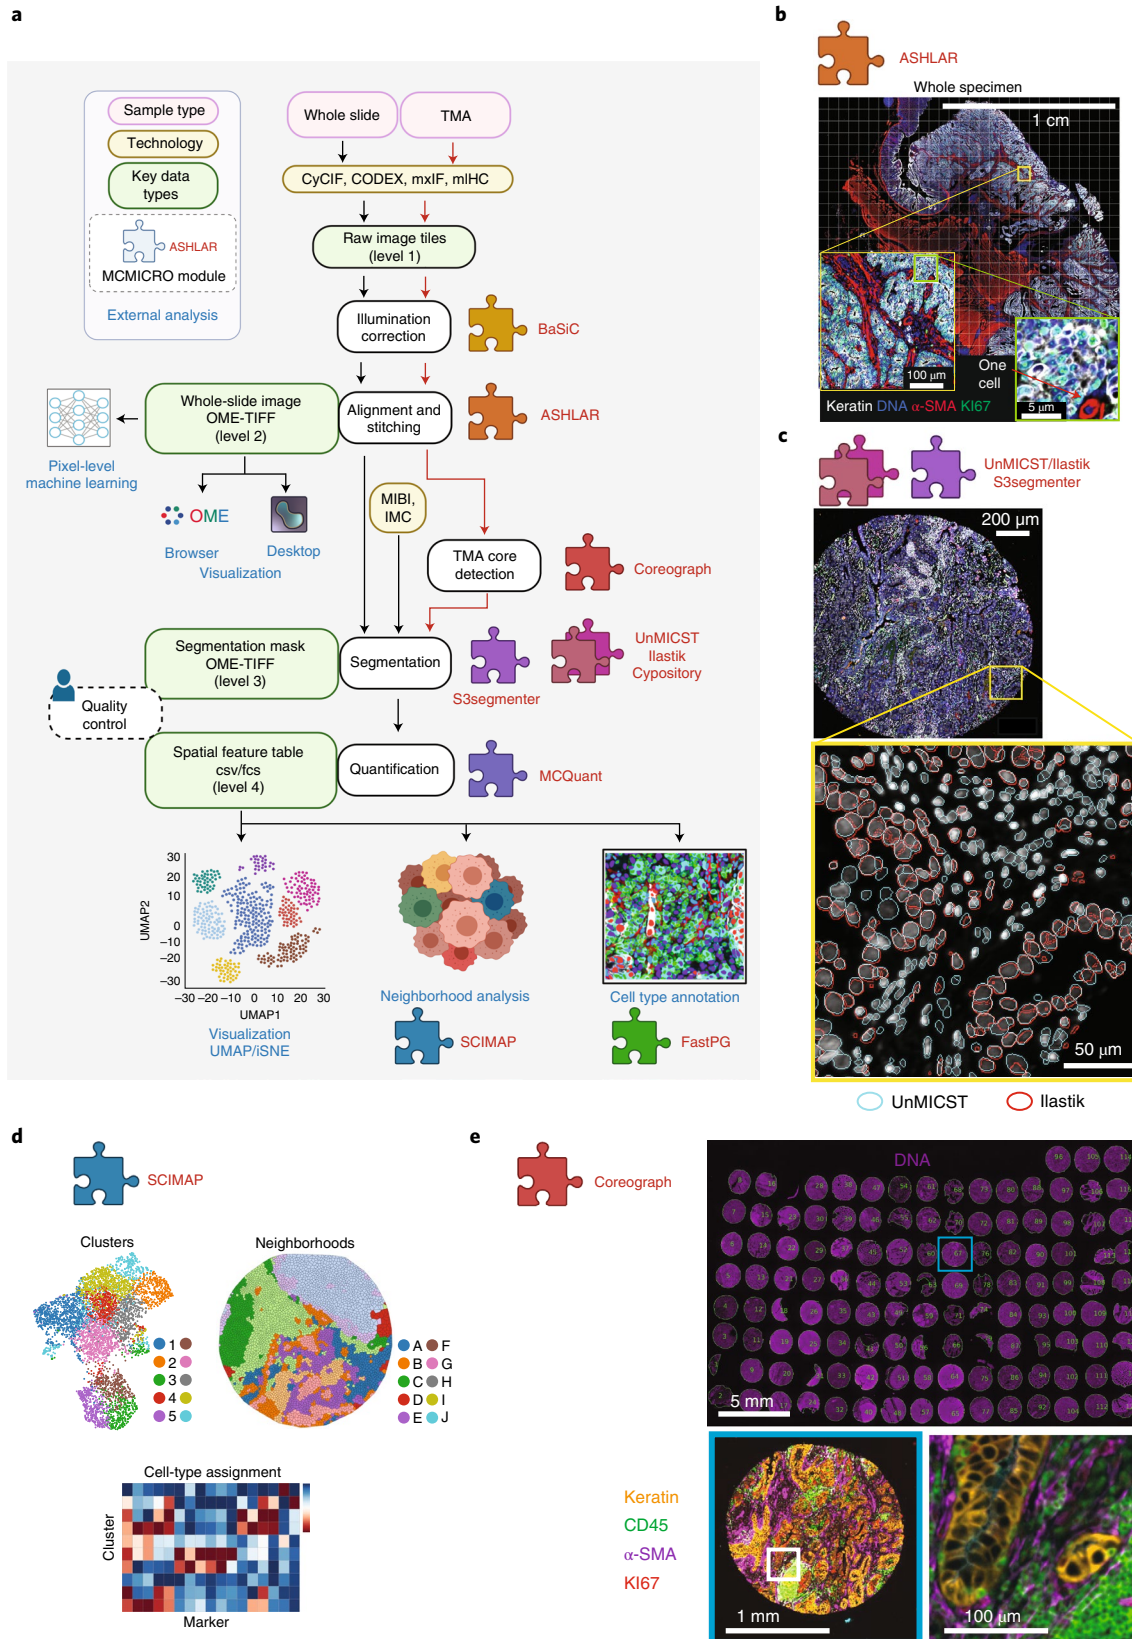 a
Sample type
Technology
Key data
types
ASHLAR
MCMICRO module
External analysis
Whole slide
TMA
CyCIF, CODEX, mxIF, mIHC
Raw image tiles
(level 1)
Illumination
correction
BaSiC
Whole-slide image
OME-TIFF
(level 2)
Alignment and
stitching
ASHLAR
Pixel-level
machine learning
OME
Browser
Desktop
Visualization
MIBI,
IMC
TMA core
detection
Coreograph
Segmentation mask
OME-TIFF
(level 3)
Segmentation
S3segmenter
UnMICST
Ilastik
Cypository
Quality
control
Spatial feature table
csv/fcs
(level 4)
Quantification
MCQuant
30
20
10
0
–10
–20
–30
UMAP2
–30 –20 –10 0 10 20 30
UMAP1
Visualization
UMAP/iSNE
Neighborhood analysis
SCIMAP
Cell type annotation
FastPG
b
ASHLAR
Whole specimen
1 cm
100 µm
One
cell
5 µm
Keratin DNA α-SMA KI67
c
UnMICST/Ilastik
S3segmenter
200 µm
50 µm
UnMICST
Ilastik
d
SCIMAP
Clusters
1
2
3
4
5
Neighborhoods
A F
B G
C H
D I
E J
Cell-type assignment
Cluster
Marker
e
Coreograph
DNA
67
5 mm
Keratin
CD45
α-SMA
KI67
1 mm
100 µm